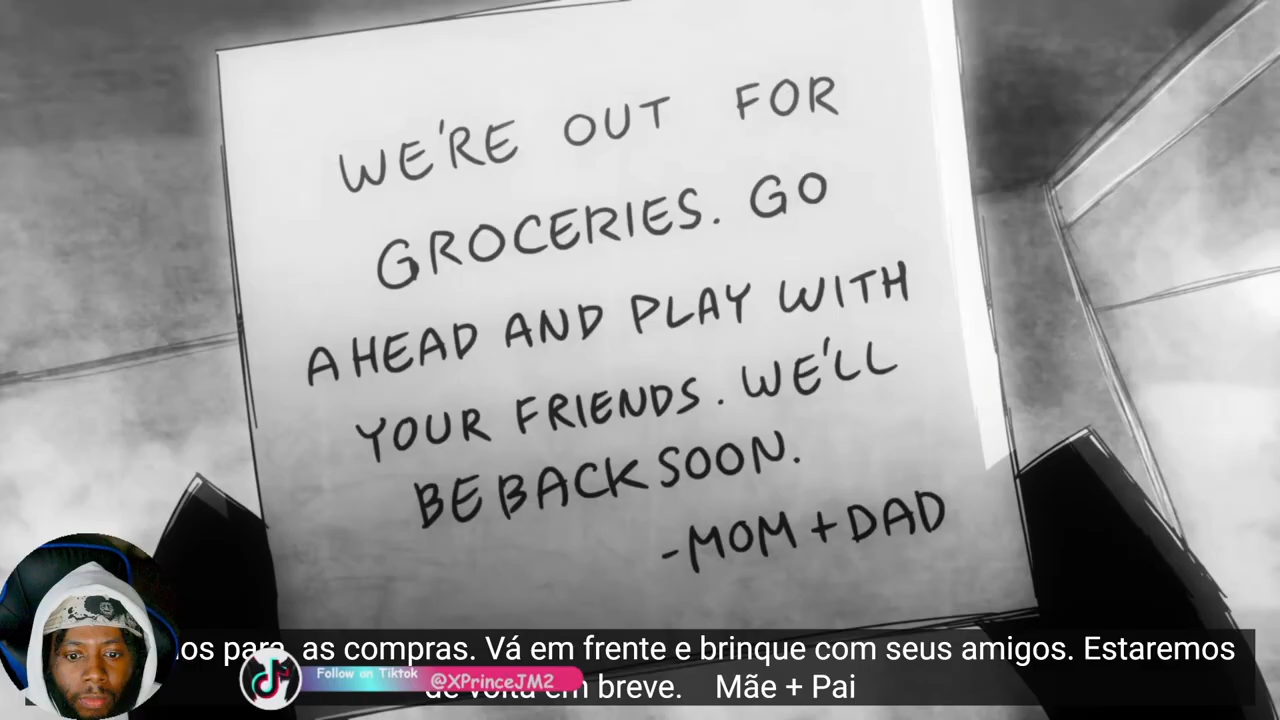 WE'RE OUT FOR
GROCERIES. GO
AHEAD AND PLAY WITH
YOUR FRIENDS. WE'LL
BE BACK SOON.
-MOM + DAD
para as compras. Vá em frente e brinque com seus amigos. Estaremos
de volta em breve. Mãe + Pai
Follow on Tiktok
@XPrinceJM2